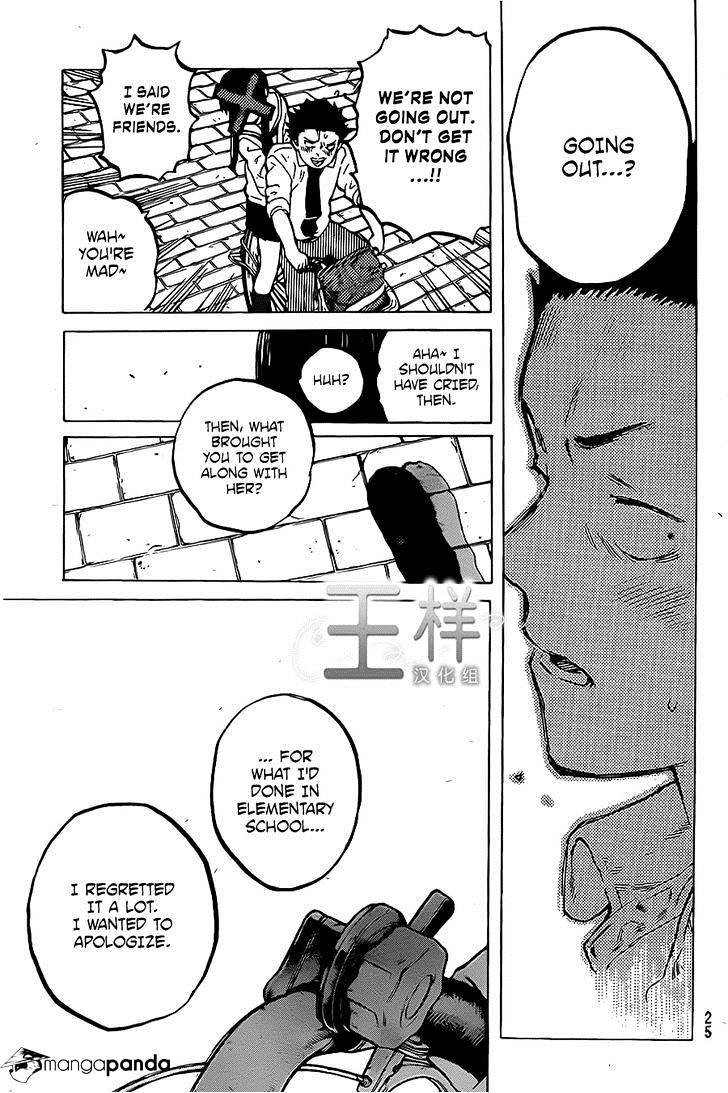 GOING
OUT...?
WE'RE NOT
GOING OUT.
DON'T GET
IT WRONG
...!!
I SAID
WE'RE
FRIENDS.
WAH~
YOU'RE
MAD~
AHA~ I
SHOULDN'T
HAVE CRIED,
THEN.
HUH?
THEN, WHAT
BROUGHT
YOU TO GET
ALONG WITH
HER?
王样
汉化组
... FOR
WHAT I'D
DONE IN
ELEMENTARY
SCHOOL...
I REGRETTED
IT A LOT.
I WANTED TO
APOLOGIZE.
25
mangapanda